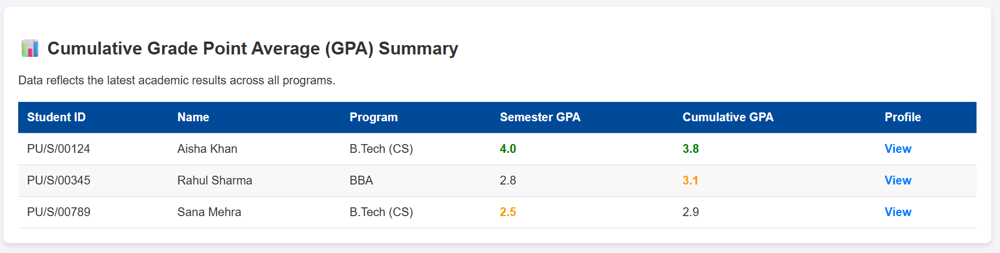 Cumulative Grade Point Average (GPA) Summary
Data reflects the latest academic results across all programs.
Student ID Name Program Semester GPA Cumulative GPA Profile
PU/S/00124 Aisha Khan B.Tech (CS) 4.0 3.8 View
PU/S/00345 Rahul Sharma BBA 2.8 3.1 View
PU/S/00789 Sana Mehra B.Tech (CS) 2.5 2.9 View